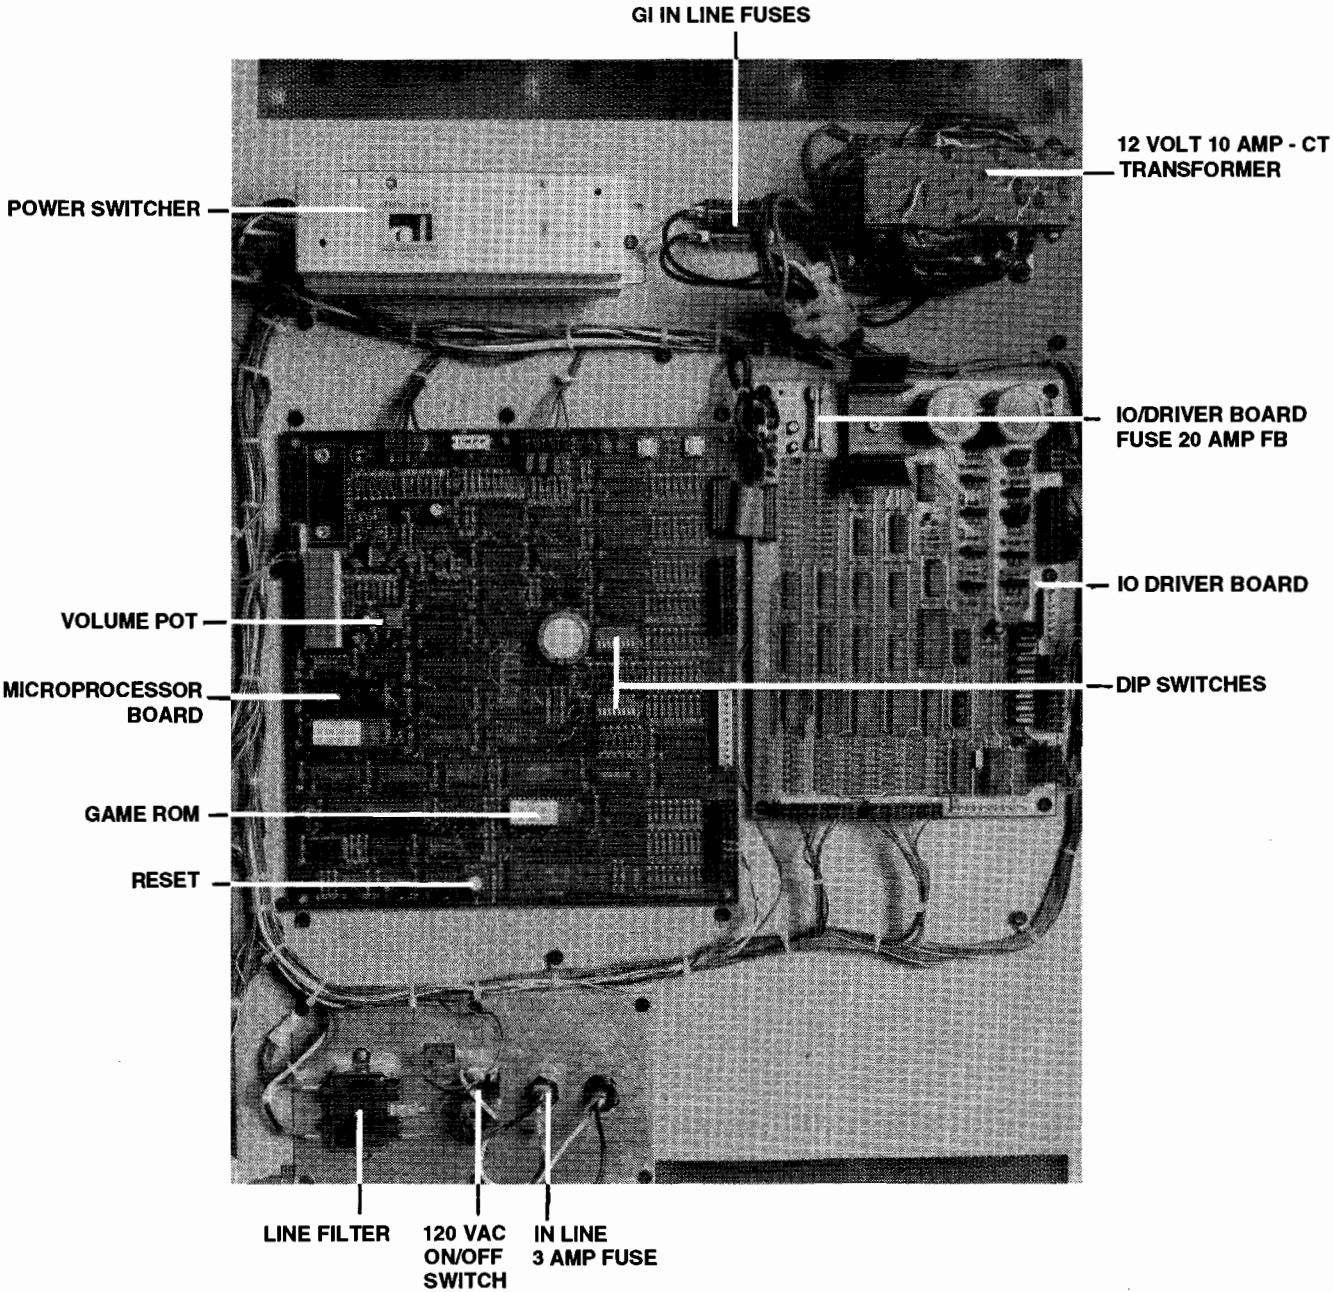 GI IN LINE FUSES
12 VOLT 10 AMP - CT
TRANSFORMER
POWER SWITCHER
IO/DRIVER BOARD
FUSE 20 AMP FB
IO DRIVER BOARD
VOLUME POT
DIP SWITCHES
MICROPROCESSOR
BOARD
GAME ROM
RESET
LINE FILTER
120 VAC
ON/OFF
SWITCH
IN LINE
3 AMP FUSE